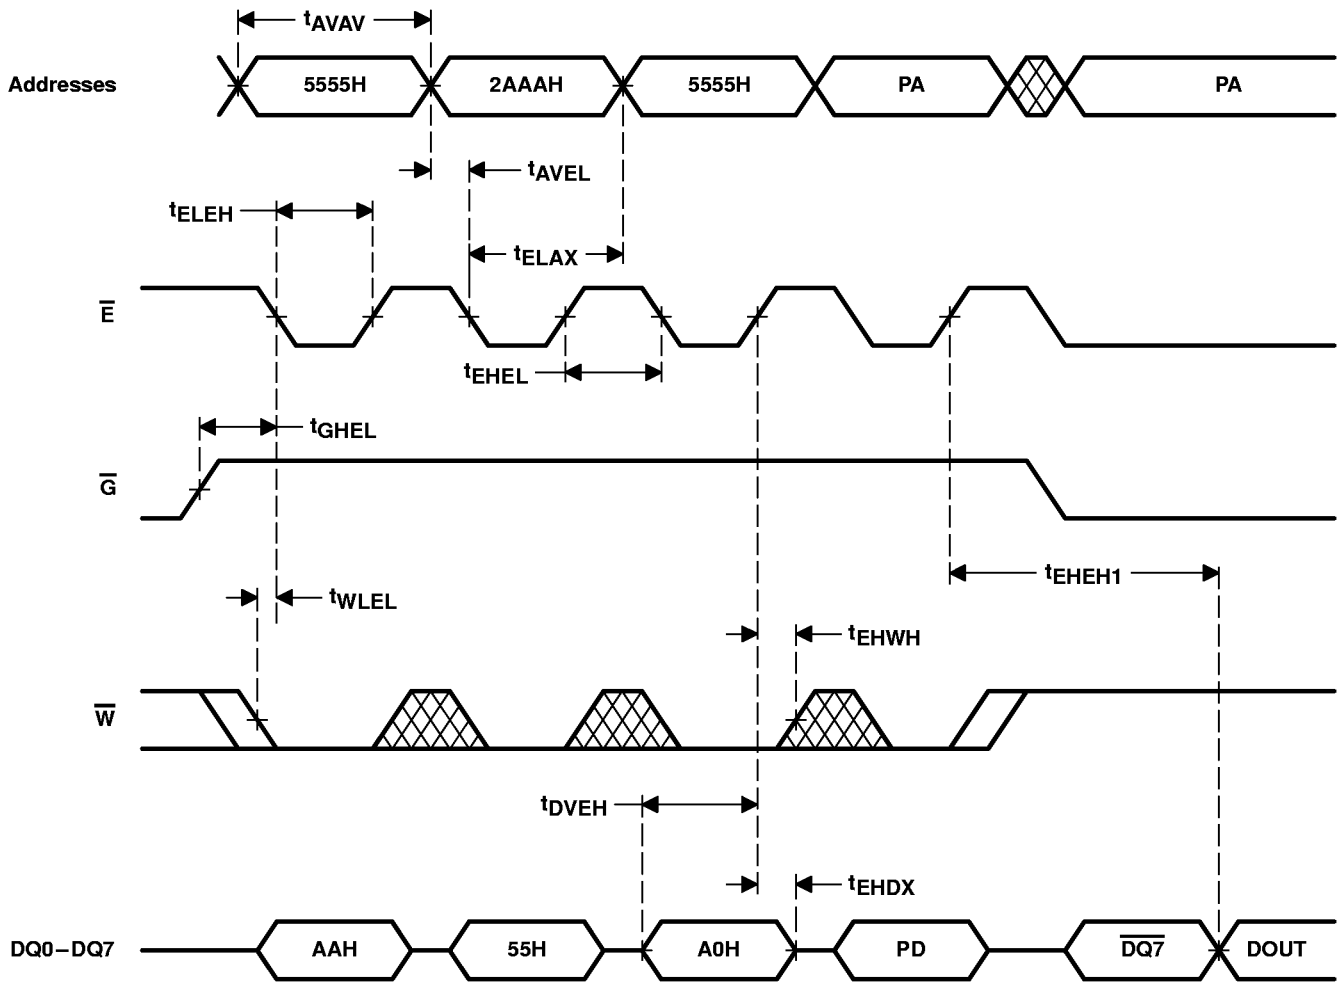 tAVAV
Addresses 5555H 2AAAH 5555H PA PA
tAVEL
tELEH
tELAX
E̅
tEHEL
tGHEL
G̅
tEHEH1
tWLEL
tEHWH
W̅
tDVEH
tEHDX
DQ0–DQ7 AAH 55H A0H PD D̅Q̅7̅ DOUT